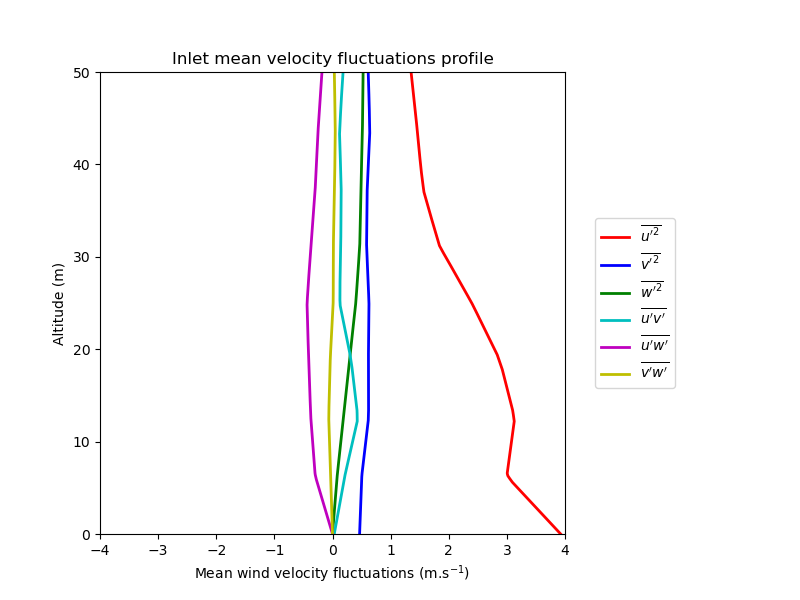 Inlet mean velocity fluctuations profile
Altitude (m)
50
40
30
20
10
0
−4 −3 −2 −1 0 1 2 3 4
Mean wind velocity fluctuations (m.s⁻¹)
u̅'̅²̅
v̅'̅²̅
w̅'̅²̅
u̅'̅v̅'̅
u̅'̅w̅'̅
v̅'̅w̅'̅